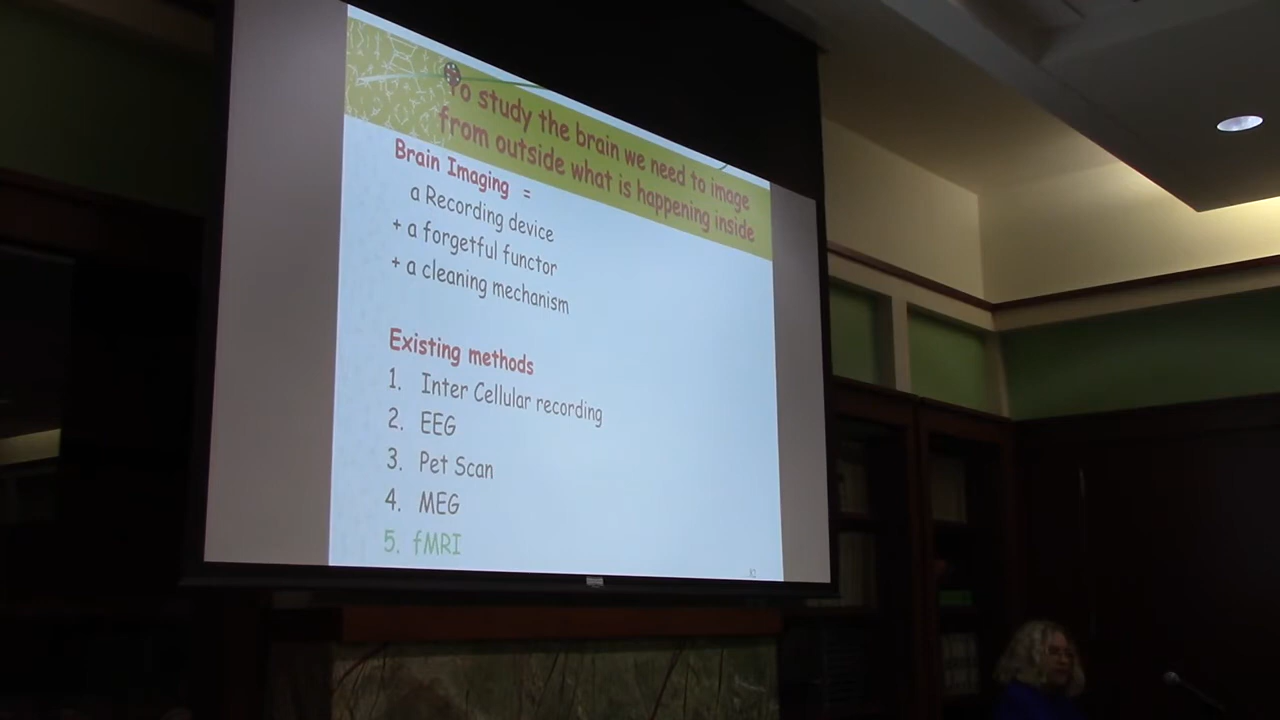 To study the brain we need to image
from outside what is happening inside
Brain Imaging =
a Recording device
+ a forgetful functor
+ a cleaning mechanism
Existing methods
1. Inter Cellular recording
2. EEG
3. Pet Scan
4. MEG
5. fMRI